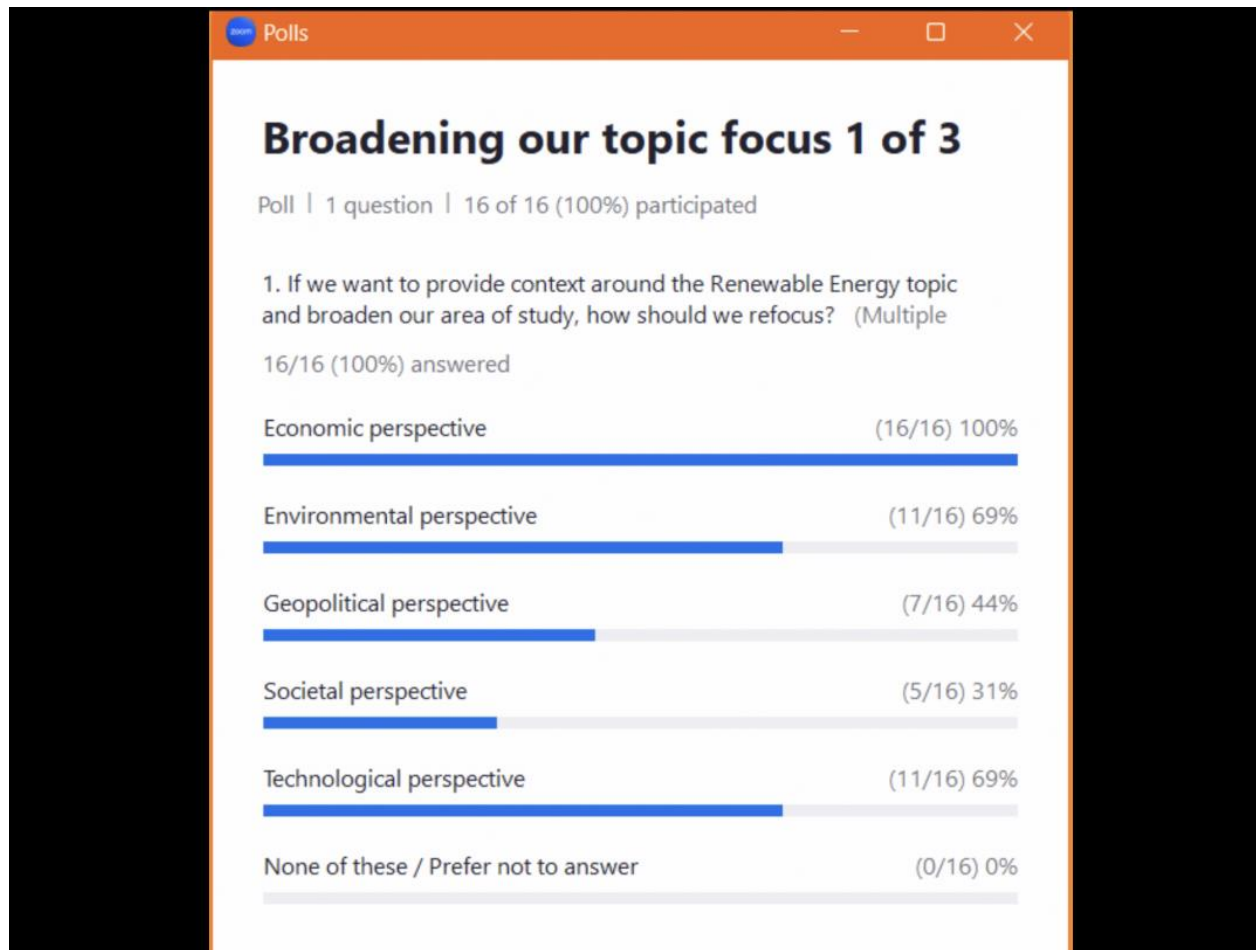 zoom Polls
Broadening our topic focus 1 of 3
Poll | 1 question | 16 of 16 (100%) participated
1. If we want to provide context around the Renewable Energy topic
and broaden our area of study, how should we refocus? (Multiple
16/16 (100%) answered
Economic perspective (16/16) 100%
Environmental perspective (11/16) 69%
Geopolitical perspective (7/16) 44%
Societal perspective (5/16) 31%
Technological perspective (11/16) 69%
None of these / Prefer not to answer (0/16) 0%